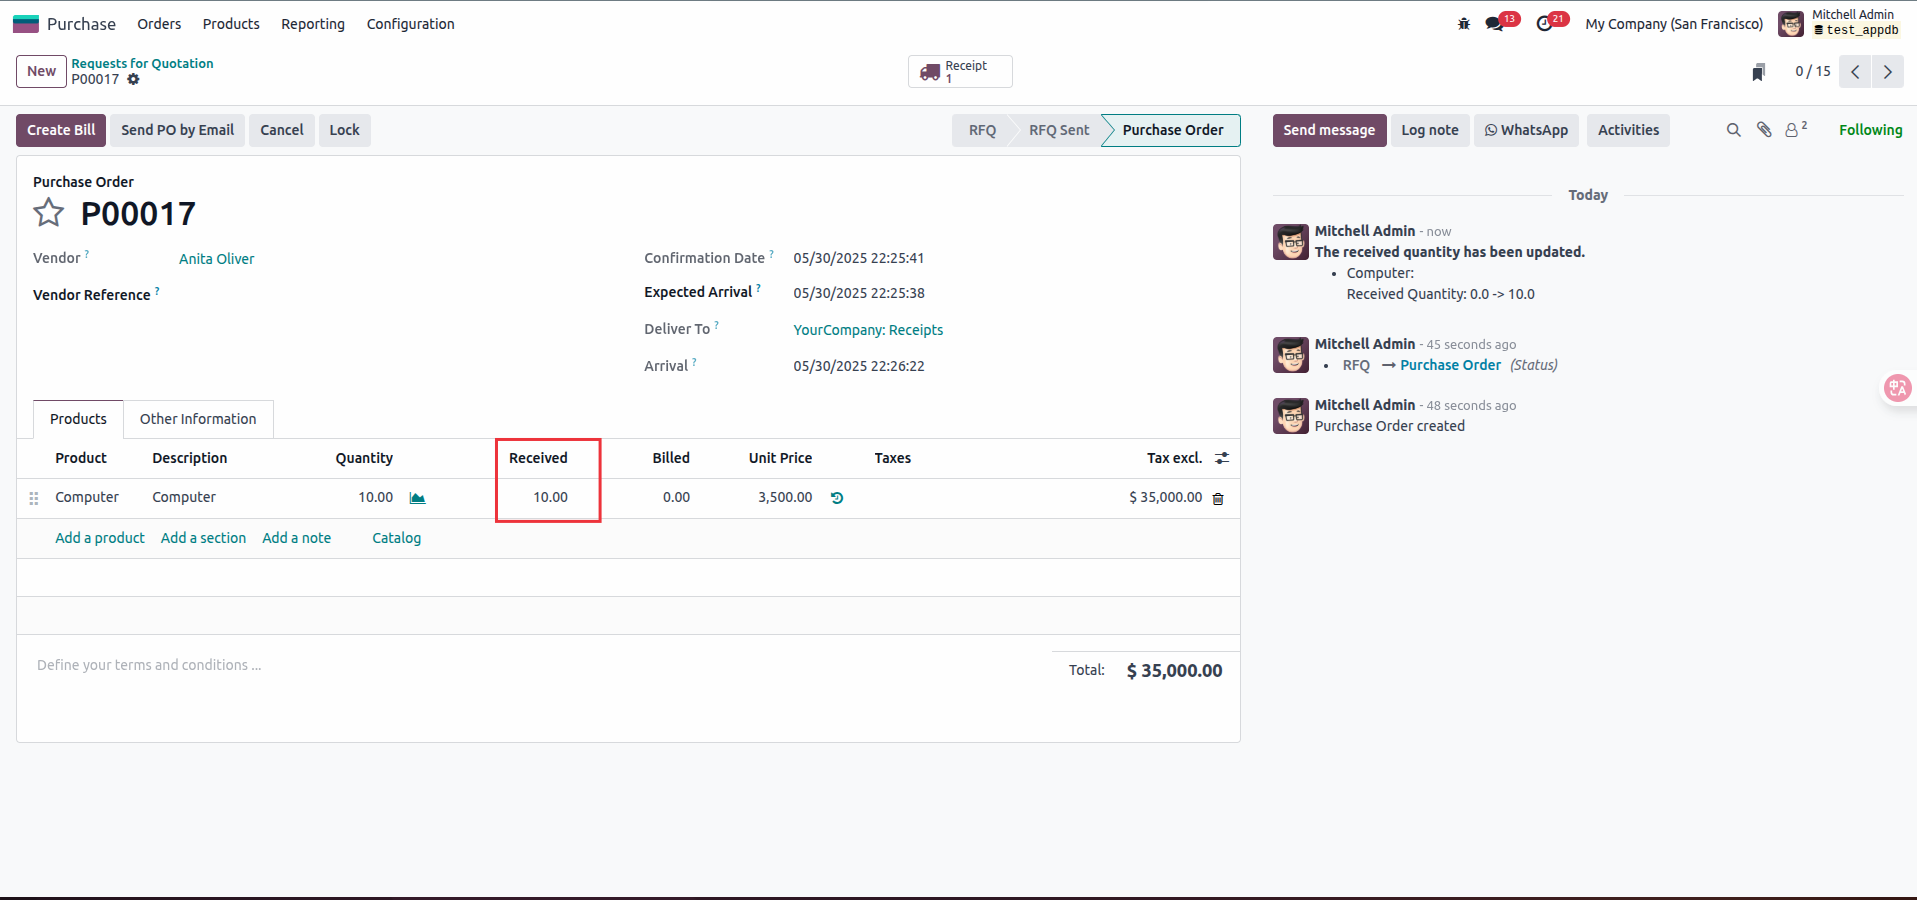 Purchase Orders Products Reporting Configuration
13 21 My Company (San Francisco) Mitchell Admin
test_appdb
New Requests for Quotation
P00017
Receipt
1
0 / 15
Create Bill Send PO by Email Cancel Lock RFQ RFQ Sent Purchase Order
Send message Log note WhatsApp Activities 2 Following
Purchase Order
P00017
Vendor ? Anita Oliver
Vendor Reference ?
Confirmation Date ? 05/30/2025 22:25:41
Expected Arrival ? 05/30/2025 22:25:38
Deliver To ? YourCompany: Receipts
Arrival ? 05/30/2025 22:26:22
Products Other Information
Product Description Quantity Received Billed Unit Price Taxes Tax excl.
Computer Computer 10.00 10.00 0.00 3,500.00 $ 35,000.00
Add a product Add a section Add a note Catalog
Define your terms and conditions ...
Total: $ 35,000.00
Today
Mitchell Admin - now
The received quantity has been updated.
• Computer:
Received Quantity: 0.0 -> 10.0
Mitchell Admin - 45 seconds ago
• RFQ → Purchase Order (Status)
Mitchell Admin - 48 seconds ago
Purchase Order created
中A